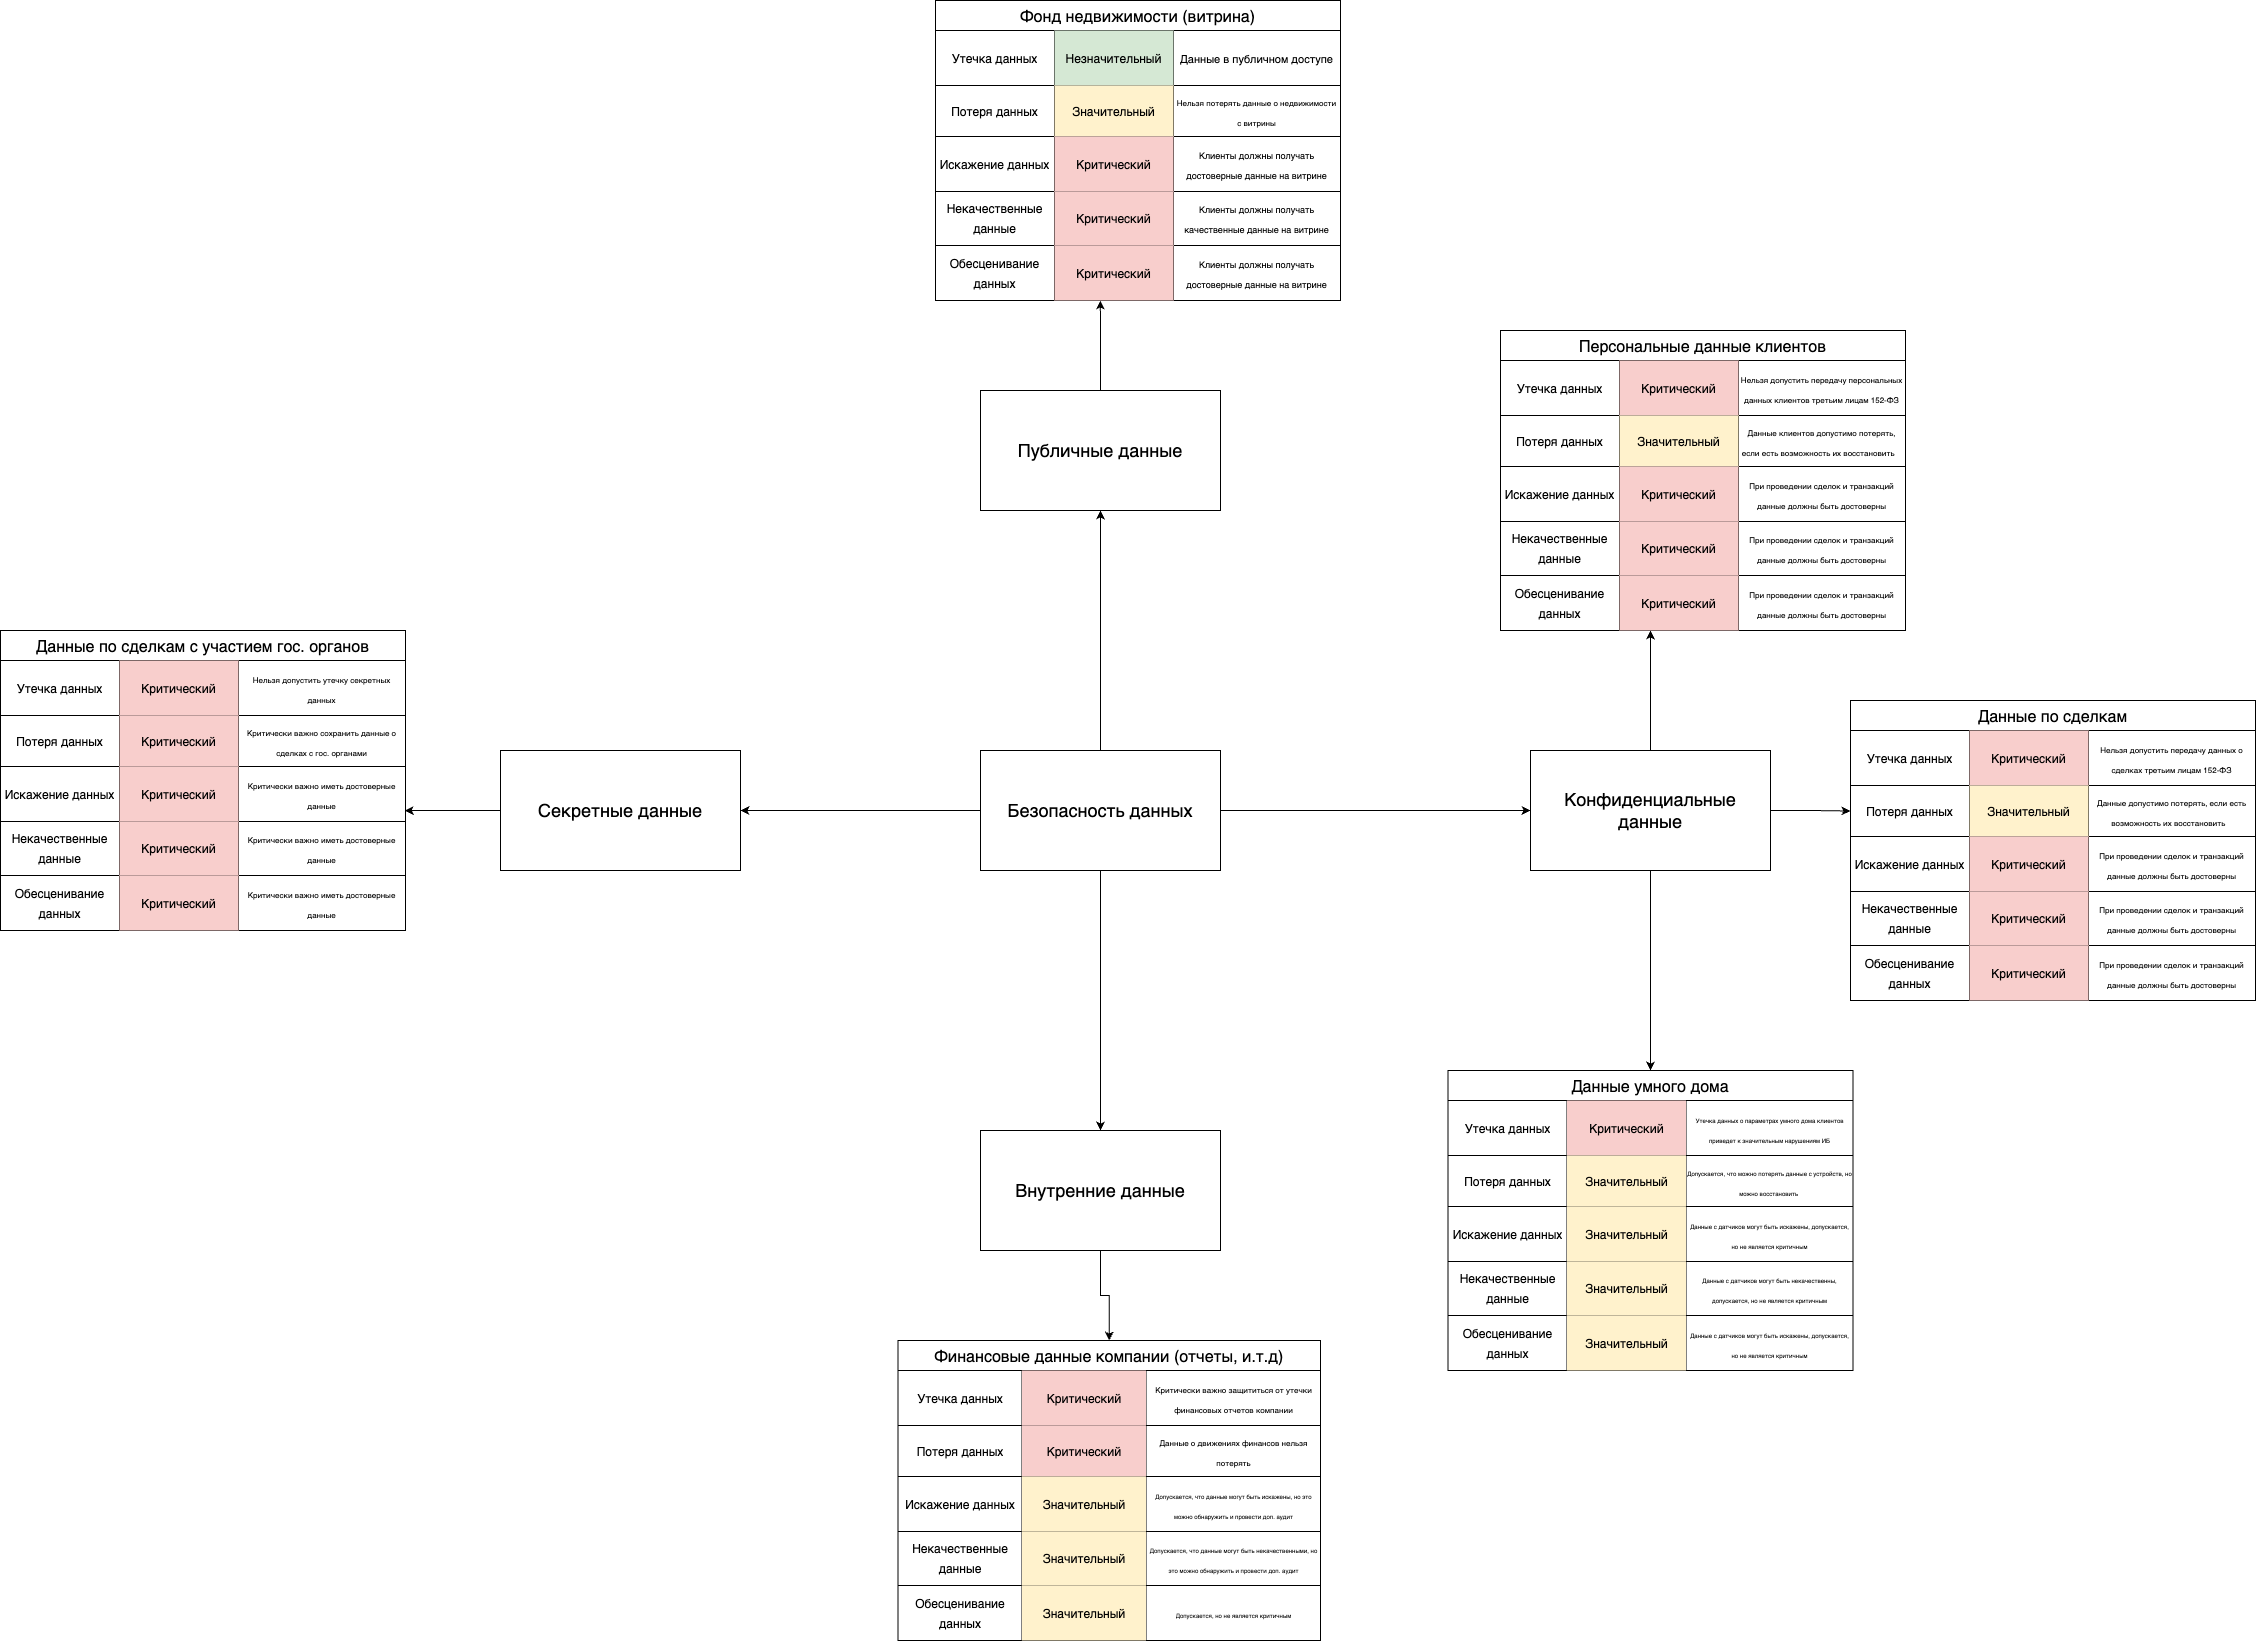 Фонд недвижимости (витрина)
Утечка данных
Незначительный
Данные в публичном доступе
Потеря данных
Значительный
Нельзя потерять данные о недвижимости
с витрины
Искажение данных
Критический
Клиенты должны получать
достоверные данные на витрине
Некачественные
данные
Критический
Клиенты должны получать
качественные данные на витрине
Обесценивание
данных
Критический
Клиенты должны получать
достоверные данные на витрине
Публичные данные
Персональные данные клиентов
Утечка данных
Критический
Нельзя допустить передачу персональных
данных клиентов третьим лицам 152-ФЗ
Потеря данных
Значительный
Данные клиентов допустимо потерять,
если есть возможность их восстановить
Искажение данных
Критический
При проведении сделок и транзакций
данные должны быть достоверны
Некачественные
данные
Критический
При проведении сделок и транзакций
данные должны быть достоверны
Обесценивание
данных
Критический
При проведении сделок и транзакций
данные должны быть достоверны
Данные по сделкам с участием гос. органов
Утечка данных
Критический
Нельзя допустить утечку секретных
данных
Потеря данных
Критический
Критически важно сохранить данные о
сделках с гос. органами
Искажение данных
Критический
Критически важно иметь достоверные
данные
Некачественные
данные
Критический
Критически важно иметь достоверные
данные
Обесценивание
данных
Критический
Критически важно иметь достоверные
данные
Секретные данные
Безопасность данных
Конфиденциальные
данные
Данные по сделкам
Утечка данных
Критический
Нельзя допустить передачу данных о
сделках третьим лицам 152-ФЗ
Потеря данных
Значительный
Данные допустимо потерять, если есть
возможность их восстановить
Искажение данных
Критический
При проведении сделок и транзакций
данные должны быть достоверны
Некачественные
данные
Критический
При проведении сделок и транзакций
данные должны быть достоверны
Обесценивание
данных
Критический
При проведении сделок и транзакций
данные должны быть достоверны
Внутренние данные
Данные умного дома
Утечка данных
Критический
Утечка данных о параметрах умного дома клиентов
приведет к значительным нарушениям ИБ
Потеря данных
Значительный
Допускается, что можно потерять данные с устройств, но
можно восстановить
Искажение данных
Значительный
Данные с датчиков могут быть искажены, допускается,
но не является критичным
Некачественные
данные
Значительный
Данные с датчиков могут быть некачественны,
допускается, но не является критичным
Обесценивание
данных
Значительный
Данные с датчиков могут быть искажены, допускается,
но не является критичным
Финансовые данные компании (отчеты, и.т.д)
Утечка данных
Критический
Критически важно защититься от утечки
финансовых отчетов компании
Потеря данных
Критический
Данные о движениях финансов нельзя
потерять
Искажение данных
Значительный
Допускается, что данные могут быть искажены, но это
можно обнаружить и провести доп. аудит
Некачественные
данные
Значительный
Допускается, что данные могут быть некачественными, но
это можно обнаружить и провести доп. аудит
Обесценивание
данных
Значительный
Допускается, но не является критичным